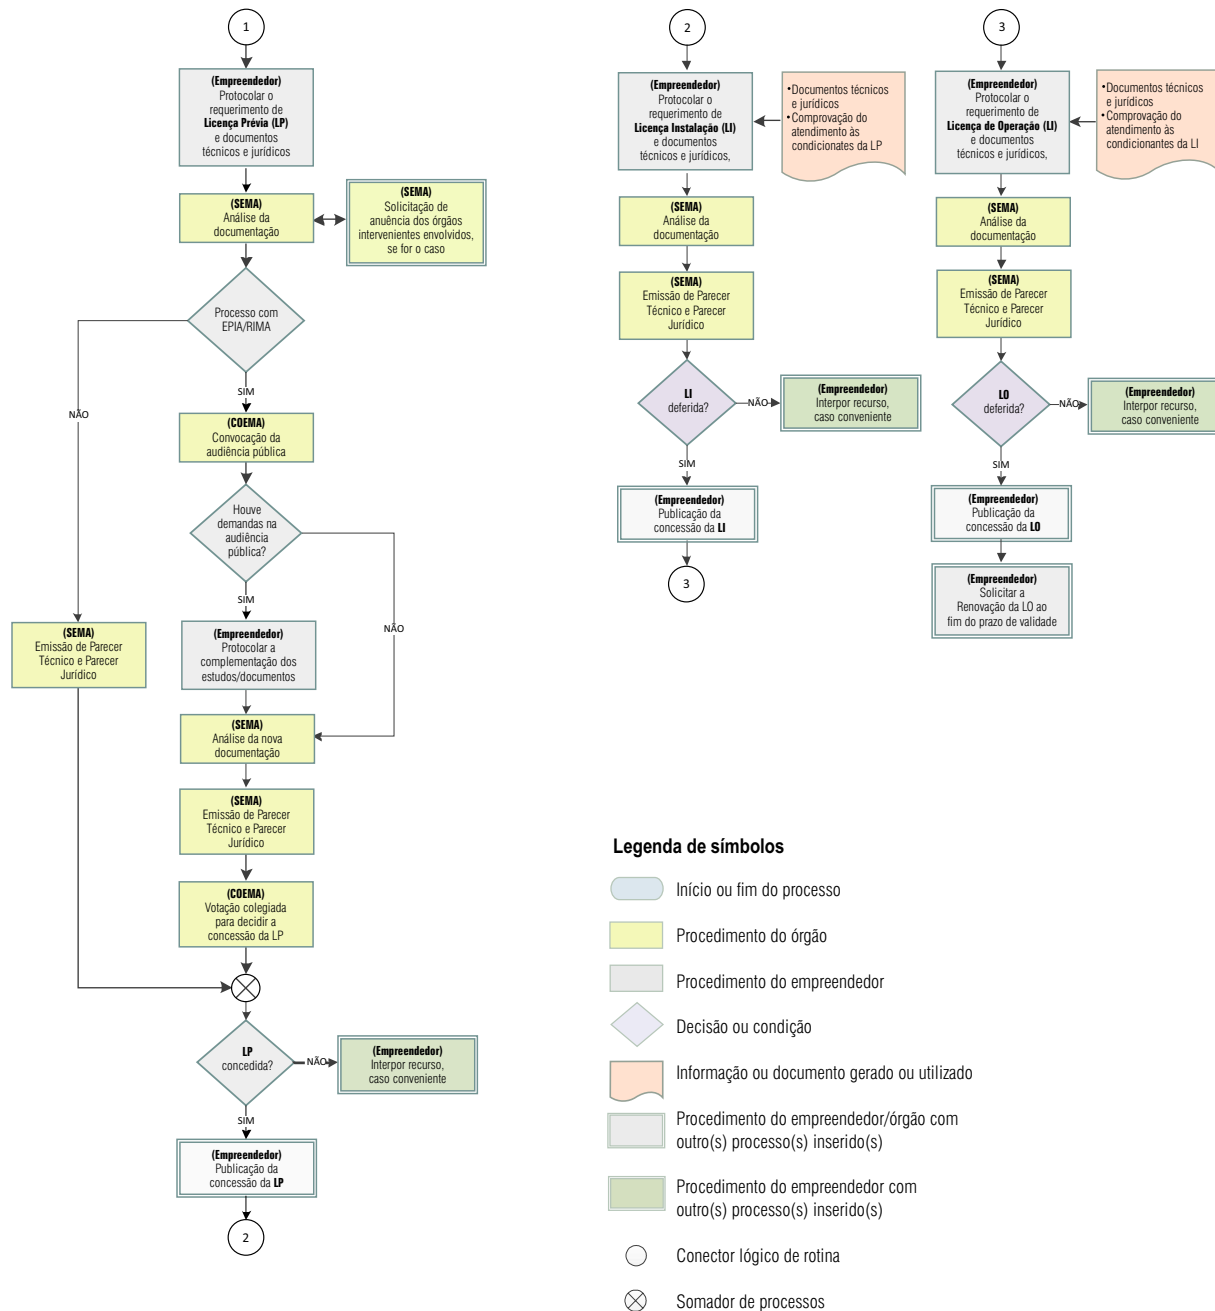 1
(Empreendedor)
Protocolar o
requerimento de
Licença Prévia (LP)
e documentos
técnicos e jurídicos
(SEMA)
Análise da
documentação
(SEMA)
Solicitação de
anuência dos órgãos
intervenientes envolvidos,
se for o caso
Processo com
EPIA/RIMA
NÃO
SIM
(COEMA)
Convocação da
audiência pública
Houve
demandas na
audiência
pública?
SIM
NÃO
(SEMA)
Emissão de Parecer
Técnico e Parecer
Jurídico
(Empreendedor)
Protocolar a
complementação dos
estudos/documentos
(SEMA)
Análise da nova
documentação
(SEMA)
Emissão de Parecer
Técnico e Parecer
Jurídico
(COEMA)
Votação colegiada
para decidir a
concessão da LP
LP
concedida?
NÃO
(Empreendedor)
Interpor recurso,
caso conveniente
SIM
(Empreendedor)
Publicação da
concessão da LP
2
2
(Empreendedor)
Protocolar o
requerimento de
Licença Instalação (LI)
e documentos
técnicos e jurídicos,
•Documentos técnicos
e jurídicos
•Comprovação do
atendimento às
condicionates da LP
(SEMA)
Análise da
documentação
(SEMA)
Emissão de Parecer
Técnico e Parecer
Jurídico
LI
deferida?
NÃO
(Empreendedor)
Interpor recurso,
caso conveniente
SIM
(Empreendedor)
Publicação da
concessão da LI
3
3
(Empreendedor)
Protocolar o
requerimento de
Licença de Operação (LI)
e documentos
técnicos e jurídicos,
•Documentos técnicos
e jurídicos
•Comprovação do
atendimento às
condicionantes da LI
(SEMA)
Análise da
documentação
(SEMA)
Emissão de Parecer
Técnico e Parecer
Jurídico
LO
deferida?
NÃO
(Empreendedor)
Interpor recurso,
caso conveniente
SIM
(Empreendedor)
Publicação da
concessão da LO
(Empreendedor)
Solicitar a
Renovação da LO ao
fim do prazo de validade
Legenda de símbolos
Início ou fim do processo
Procedimento do órgão
Procedimento do empreendedor
Decisão ou condição
Informação ou documento gerado ou utilizado
Procedimento do empreendedor/órgão com
outro(s) processo(s) inserido(s)
Procedimento do empreendedor com
outro(s) processo(s) inserido(s)
Conector lógico de rotina
Somador de processos